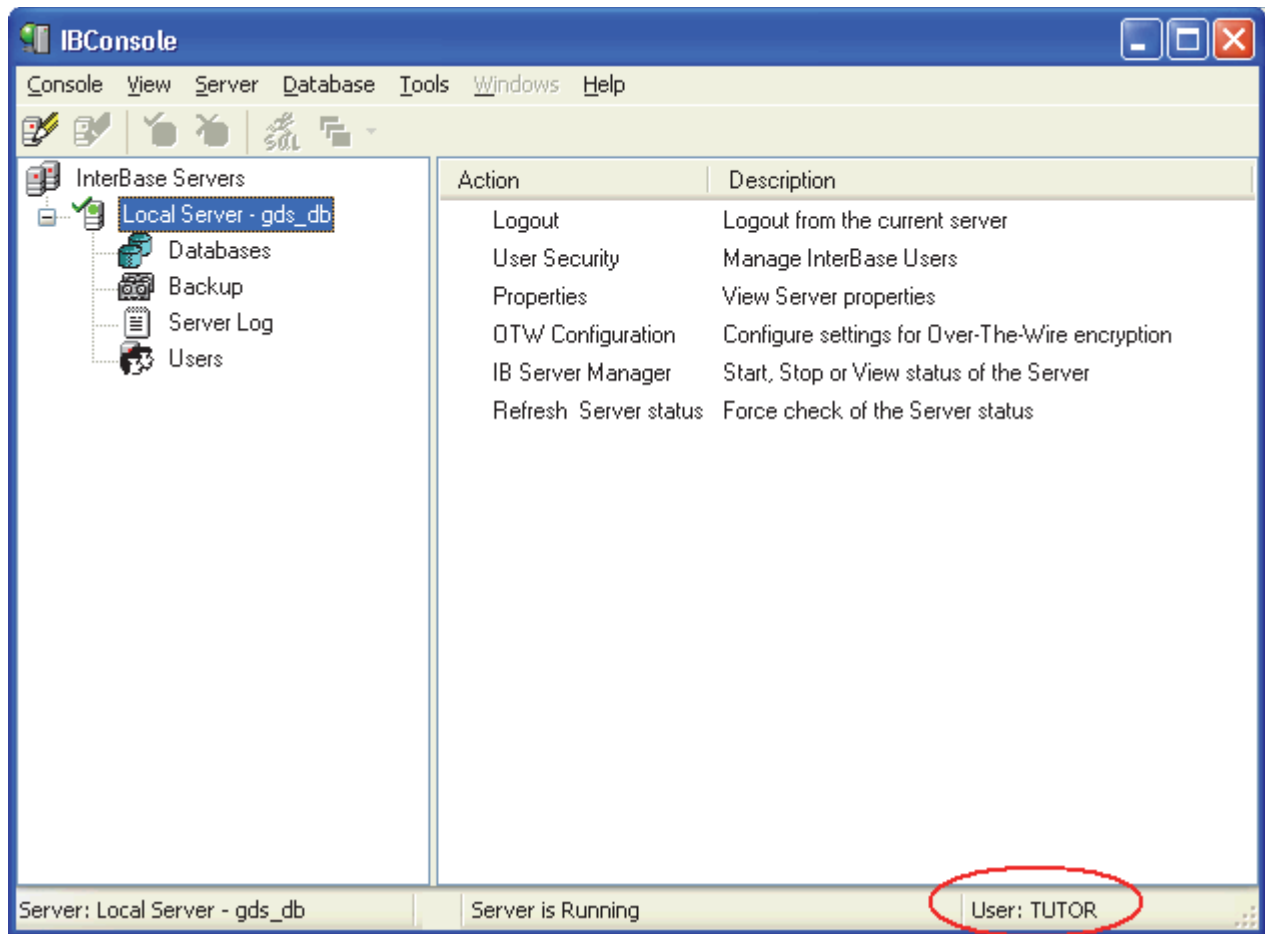 IBConsole
Console View Server Database Tools Windows Help
SQL
InterBase Servers
Local Server - gds_db
Databases
Backup
Server Log
Users
Action Description
Logout Logout from the current server
User Security Manage InterBase Users
Properties View Server properties
OTW Configuration Configure settings for Over-The-Wire encryption
IB Server Manager Start, Stop or View status of the Server
Refresh Server status Force check of the Server status
Server: Local Server - gds_db Server is Running User: TUTOR